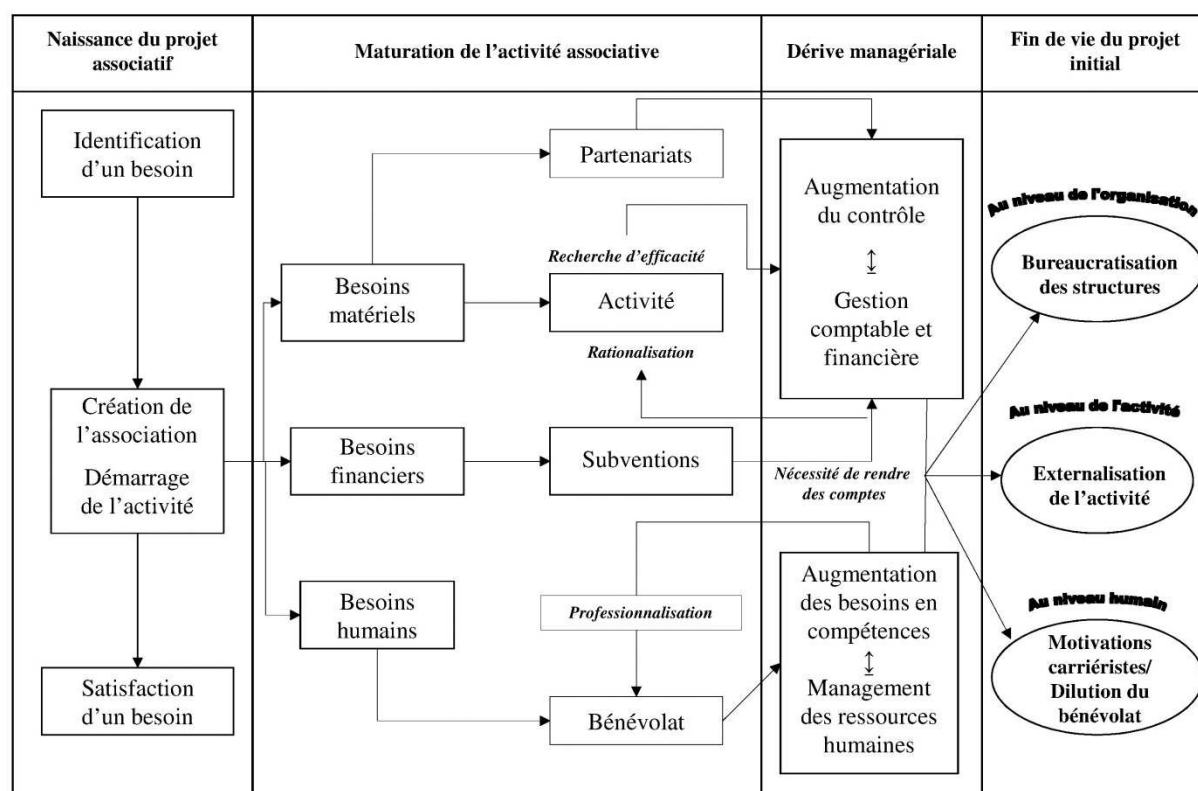 Naissance du projet
associatif
Maturation de l'activité associative
Dérive managériale
Fin de vie du projet
initial
Identification
d'un besoin
Création de
l'association
Démarrage
de l'activité
Satisfaction
d'un besoin
Besoins
matériels
Besoins
financiers
Besoins
humains
Partenariats
Recherche d'efficacité
Activité
Rationalisation
Subventions
Professionnalisation
Bénévolat
Augmentation
du contrôle
Gestion
comptable et
financière
Nécessité de rendre
des comptes
Augmentation
des besoins en
compétences
Management
des ressources
humaines
Au niveau de l'organisation
Bureaucratisation
des structures
Au niveau de l'activité
Externalisation
de l'activité
Au niveau humain
Motivations
carriéristes/
Dilution du
bénévolat